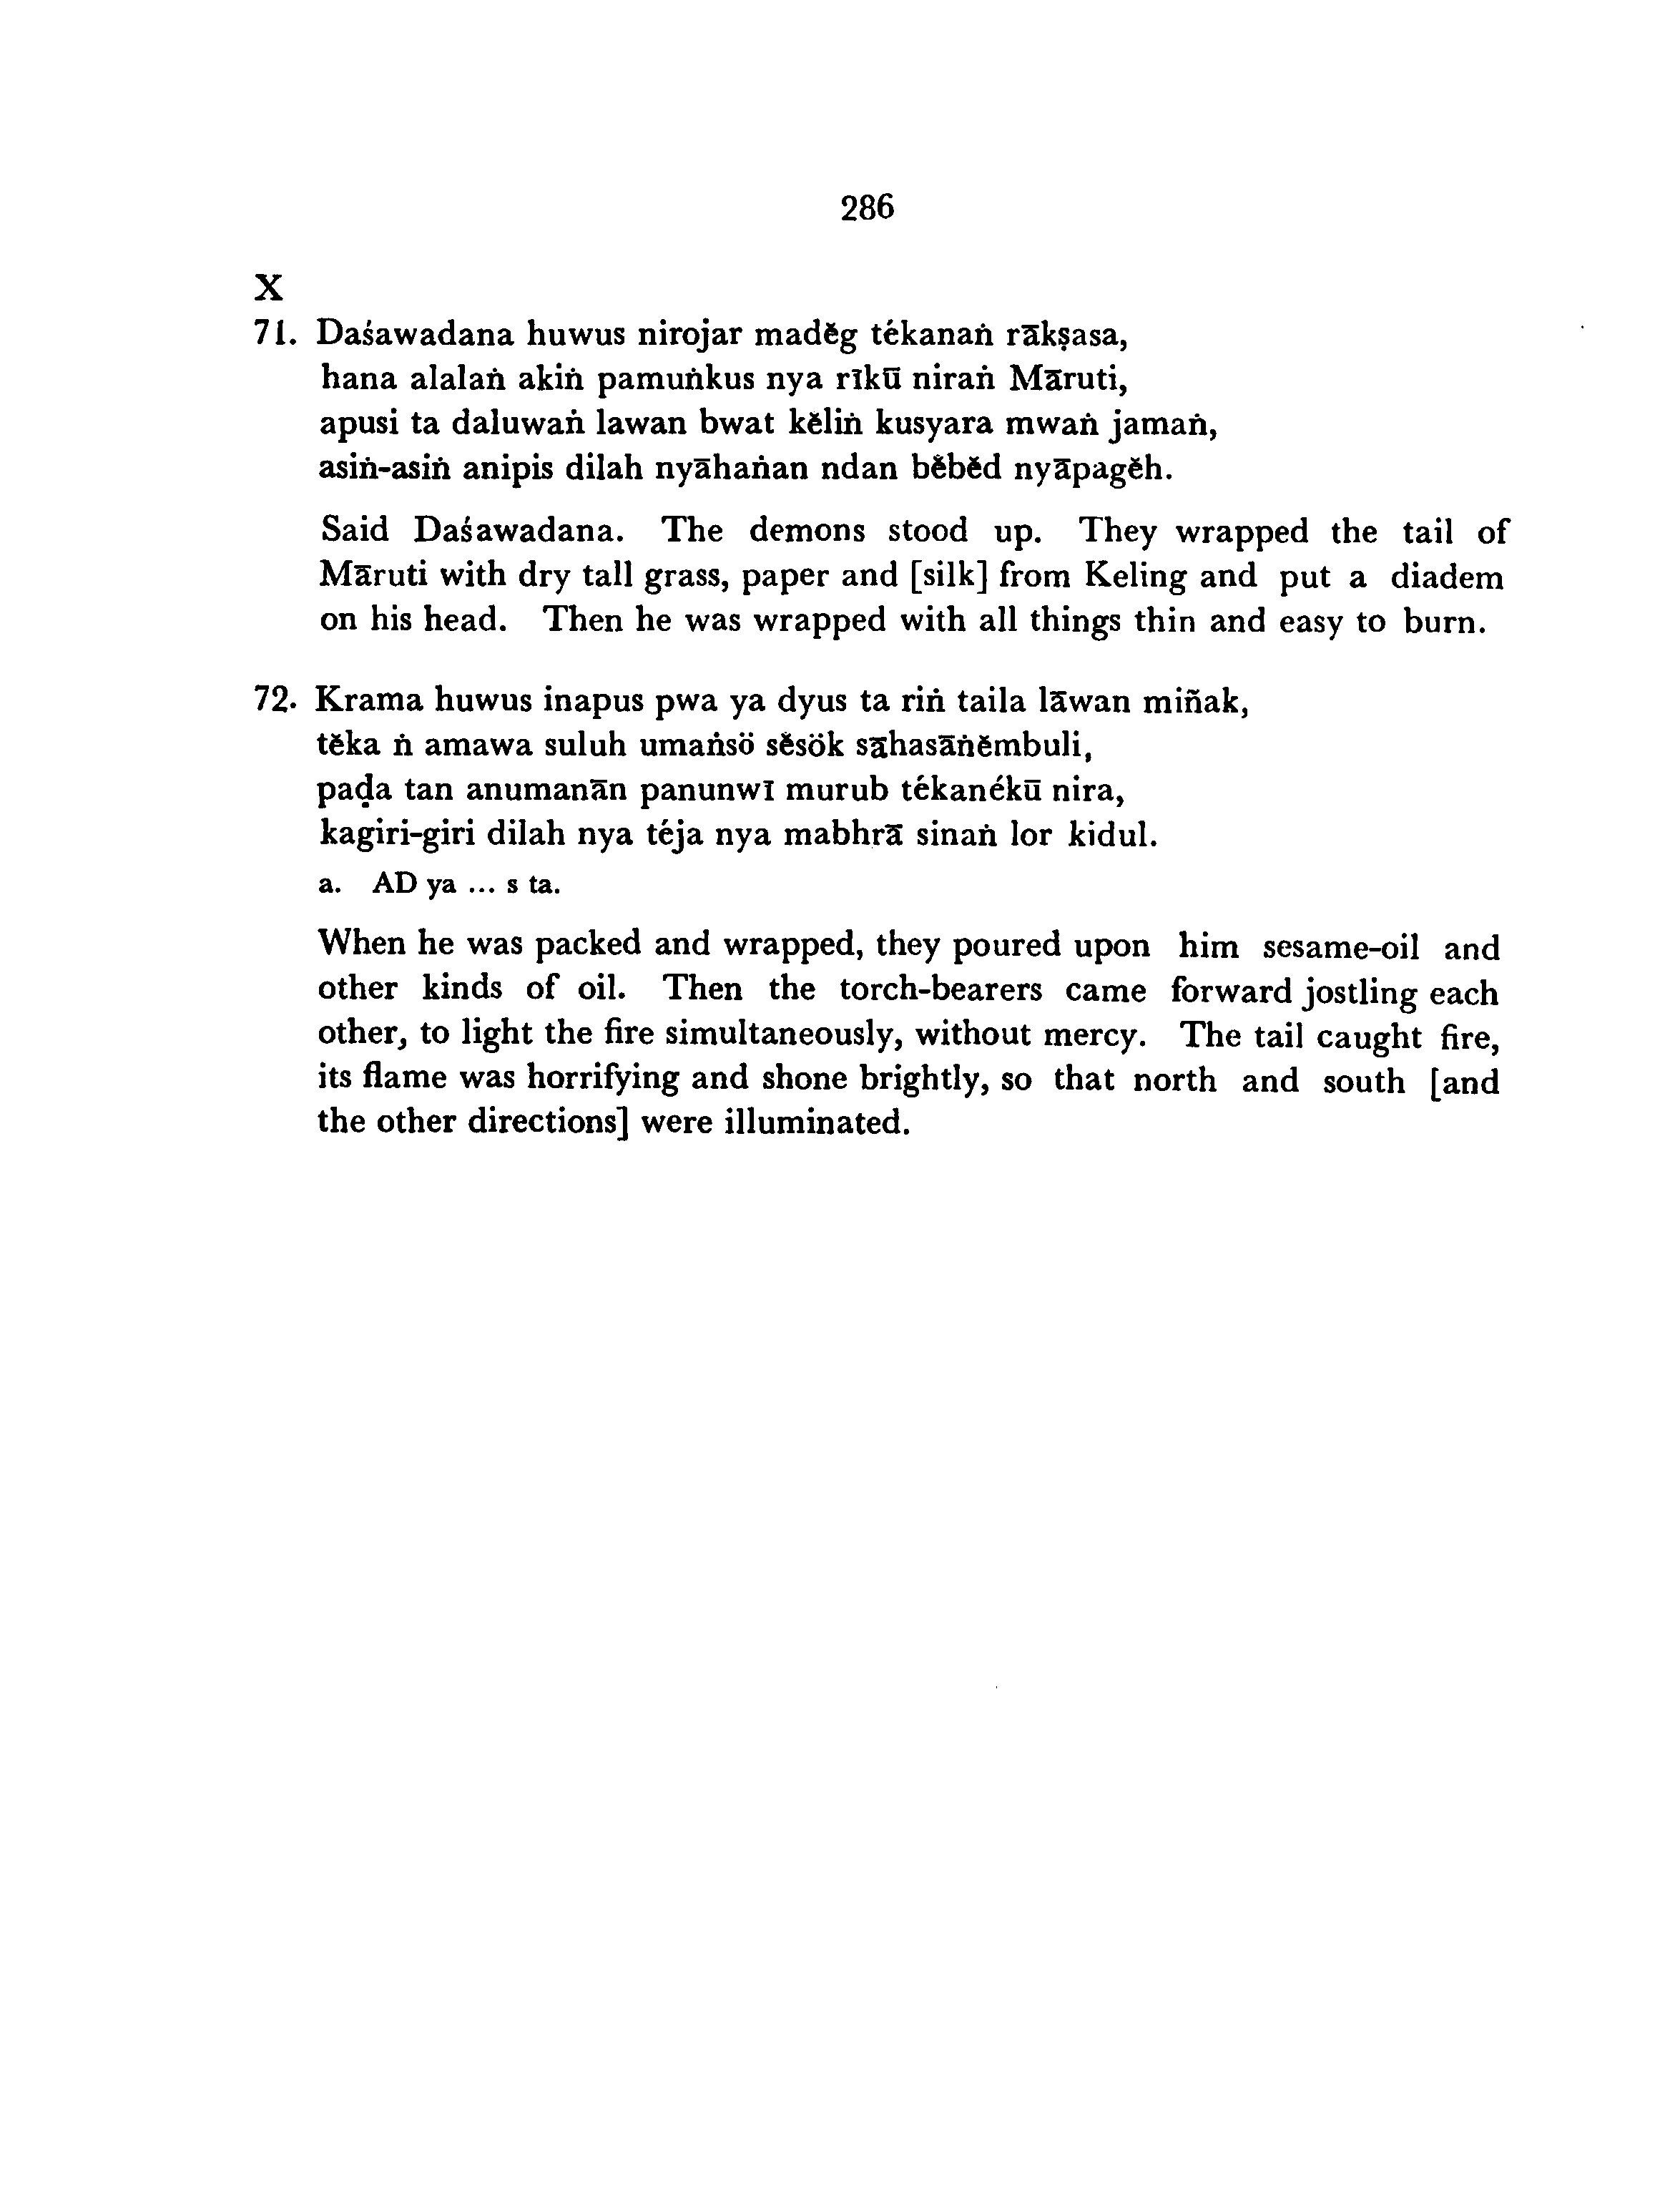 286
X
71. Daśawadana huwus nirojar maděg tékanaṅ rākṣasa,
hana alalaṅ akiṅ pamuṅkus nya rīkū niraṅ Māruti,
apusi ta daluwaṅ lawan bwat kěliṅ kusyara mwaṅ jamaṅ,
asiṅ-asiṅ anipis dilah nyāhaṅan ndan běběd nyāpagěh.
Said Daśawadana. The demons stood up. They wrapped the tail of
Māruti with dry tall grass, paper and [silk] from Keling and put a diadem
on his head. Then he was wrapped with all things thin and easy to burn.
72. Krama huwus inapus pwa ya dyus ta riṅ taila lāwan miñak,
těka ṅ amawa suluh umaṅsö sěsök sāhasāṅěmbuli,
paḍa tan anumanān panunwī murub tékanékū nira,
kagiri-giri dilah nya téja nya mabhrā sinaṅ lor kidul.
a. AD ya ... s ta.
When he was packed and wrapped, they poured upon him sesame-oil and
other kinds of oil. Then the torch-bearers came forward jostling each
other, to light the fire simultaneously, without mercy. The tail caught fire,
its flame was horrifying and shone brightly, so that north and south [and
the other directions] were illuminated.